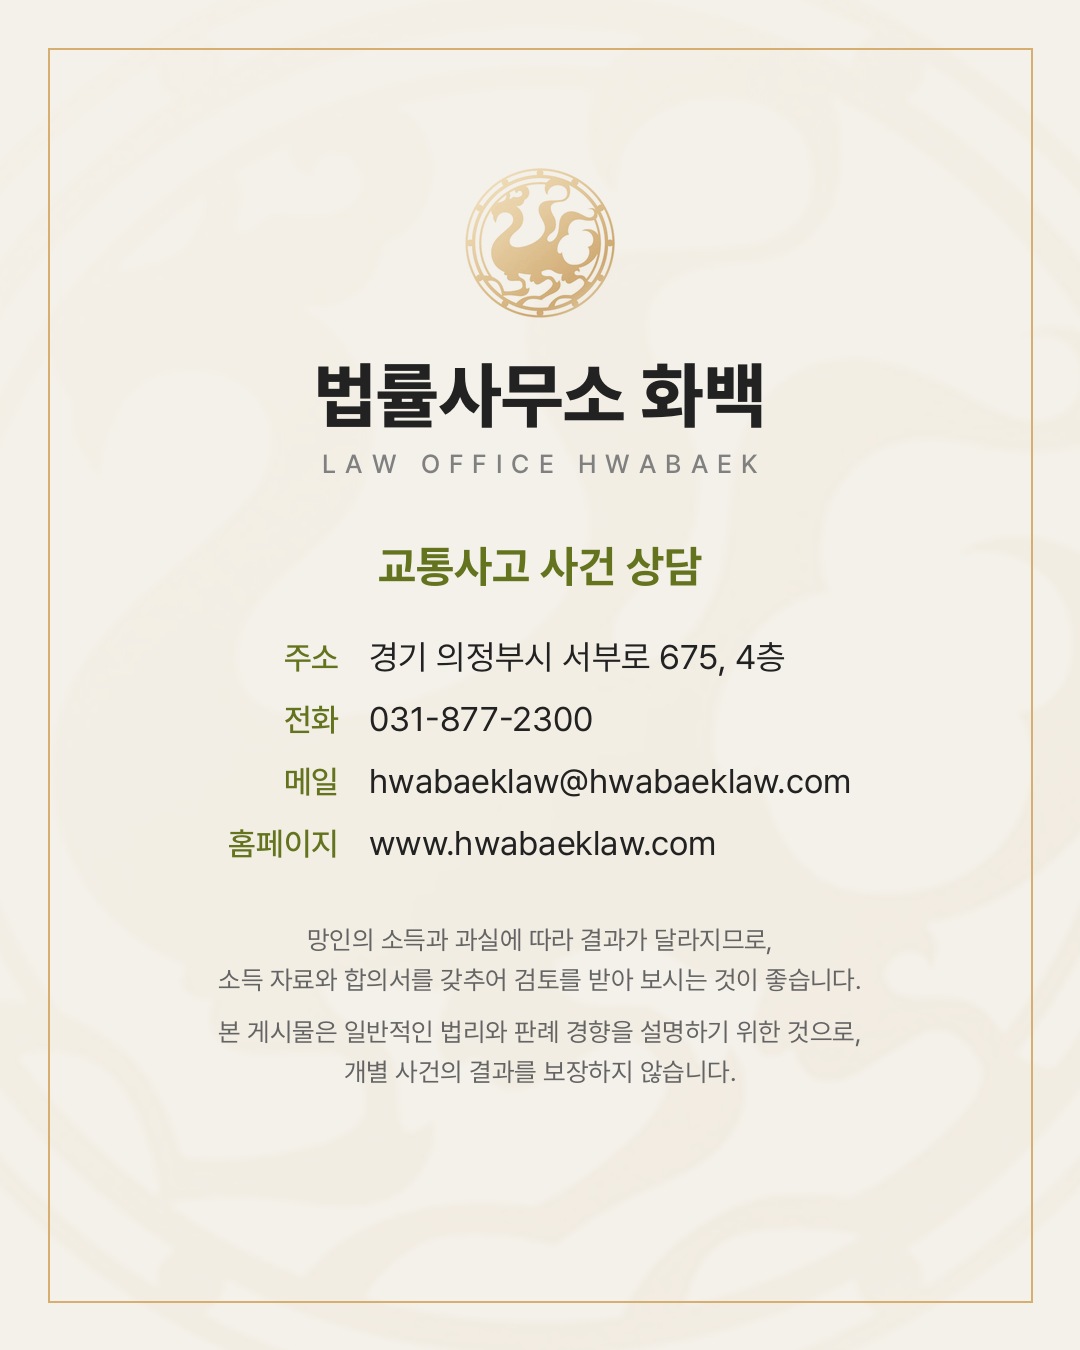 법률사무소 화백
LAW OFFICE HWABAEK
교통사고 사건 상담
주소 경기 의정부시 서부로 675, 4층
전화 031-877-2300
메일 hwabaeklaw@hwabaeklaw.com
홈페이지 www.hwabaeklaw.com
망인의 소득과 과실에 따라 결과가 달라지므로,
소득 자료와 합의서를 갖추어 검토를 받아 보시는 것이 좋습니다.
본 게시물은 일반적인 법리와 판례 경향을 설명하기 위한 것으로,
개별 사건의 결과를 보장하지 않습니다.